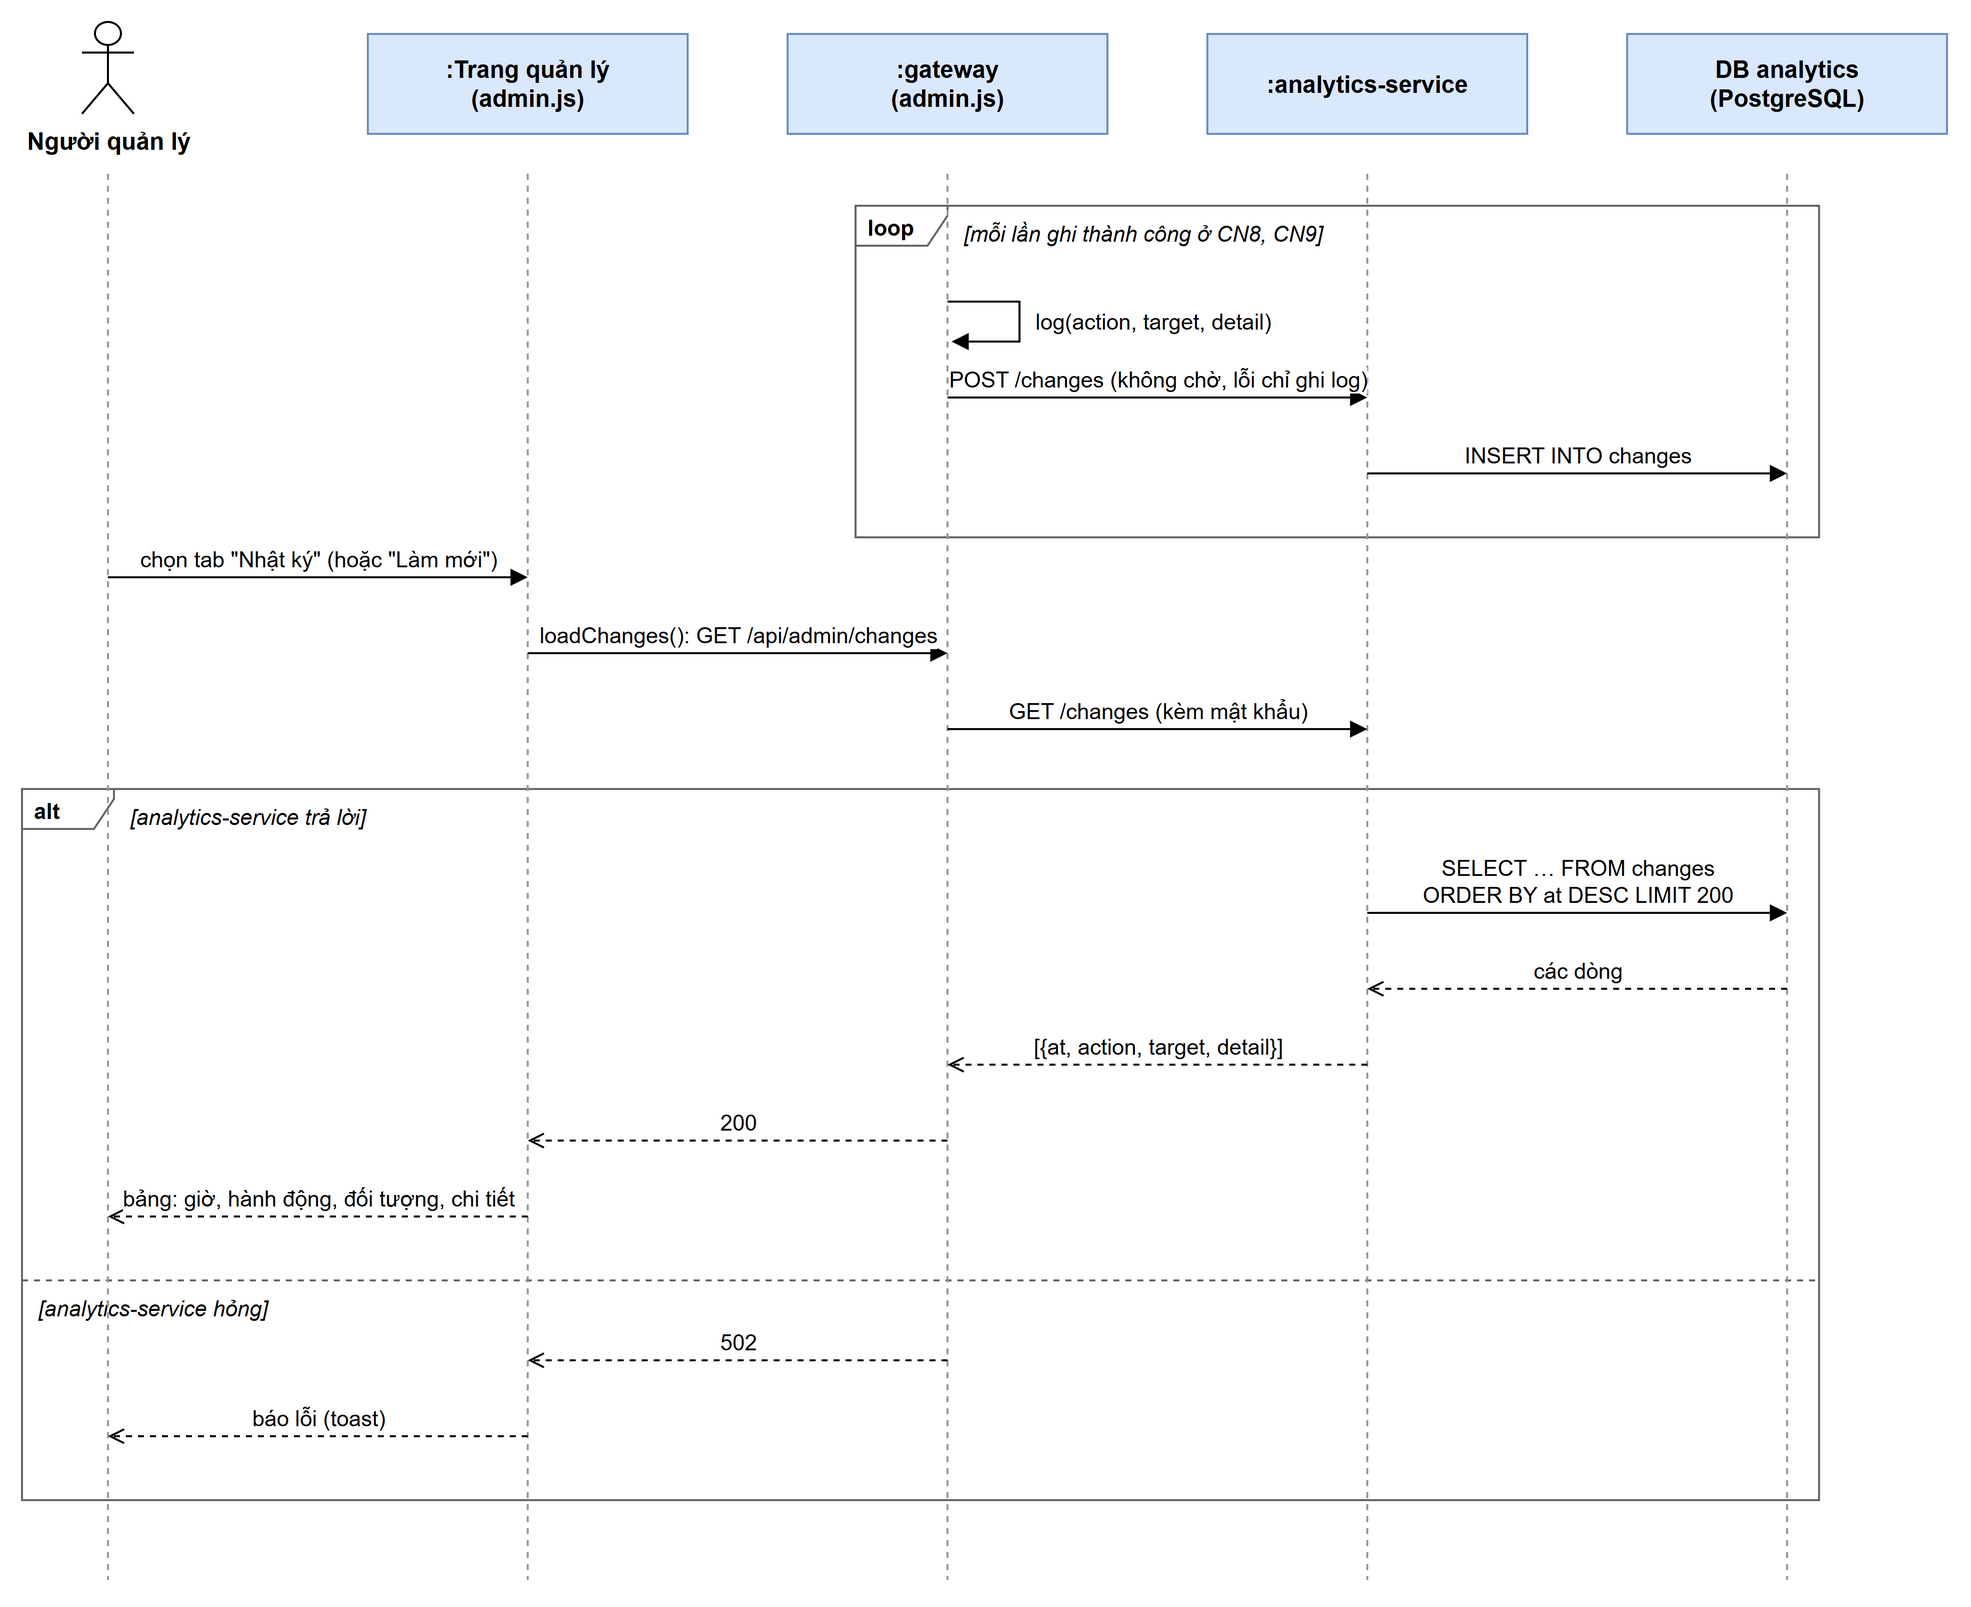 Người quản lý
:Trang quản lý
(admin.js)
:gateway
(admin.js)
:analytics-service
DB analytics
(PostgreSQL)
loop
[mỗi lần ghi thành công ở CN8, CN9]
log(action, target, detail)
POST /changes (không chờ, lỗi chỉ ghi log)
INSERT INTO changes
chọn tab "Nhật ký" (hoặc "Làm mới")
loadChanges(): GET /api/admin/changes
GET /changes (kèm mật khẩu)
alt
[analytics-service trả lời]
SELECT … FROM changes
ORDER BY at DESC LIMIT 200
các dòng
[{at, action, target, detail}]
200
bảng: giờ, hành động, đối tượng, chi tiết
[analytics-service hỏng]
502
báo lỗi (toast)